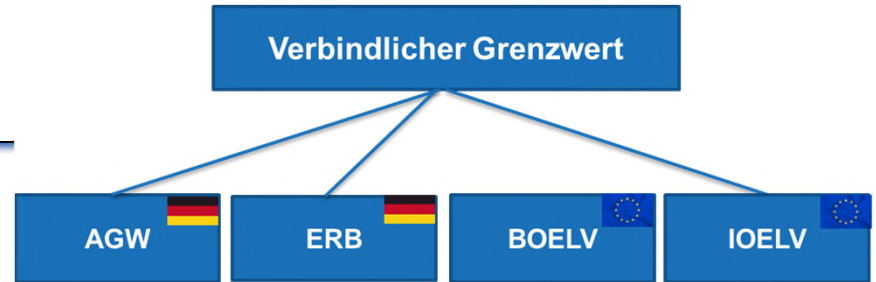 Verbindlicher Grenzwert
AGW
ERB
BOELV
IOELV